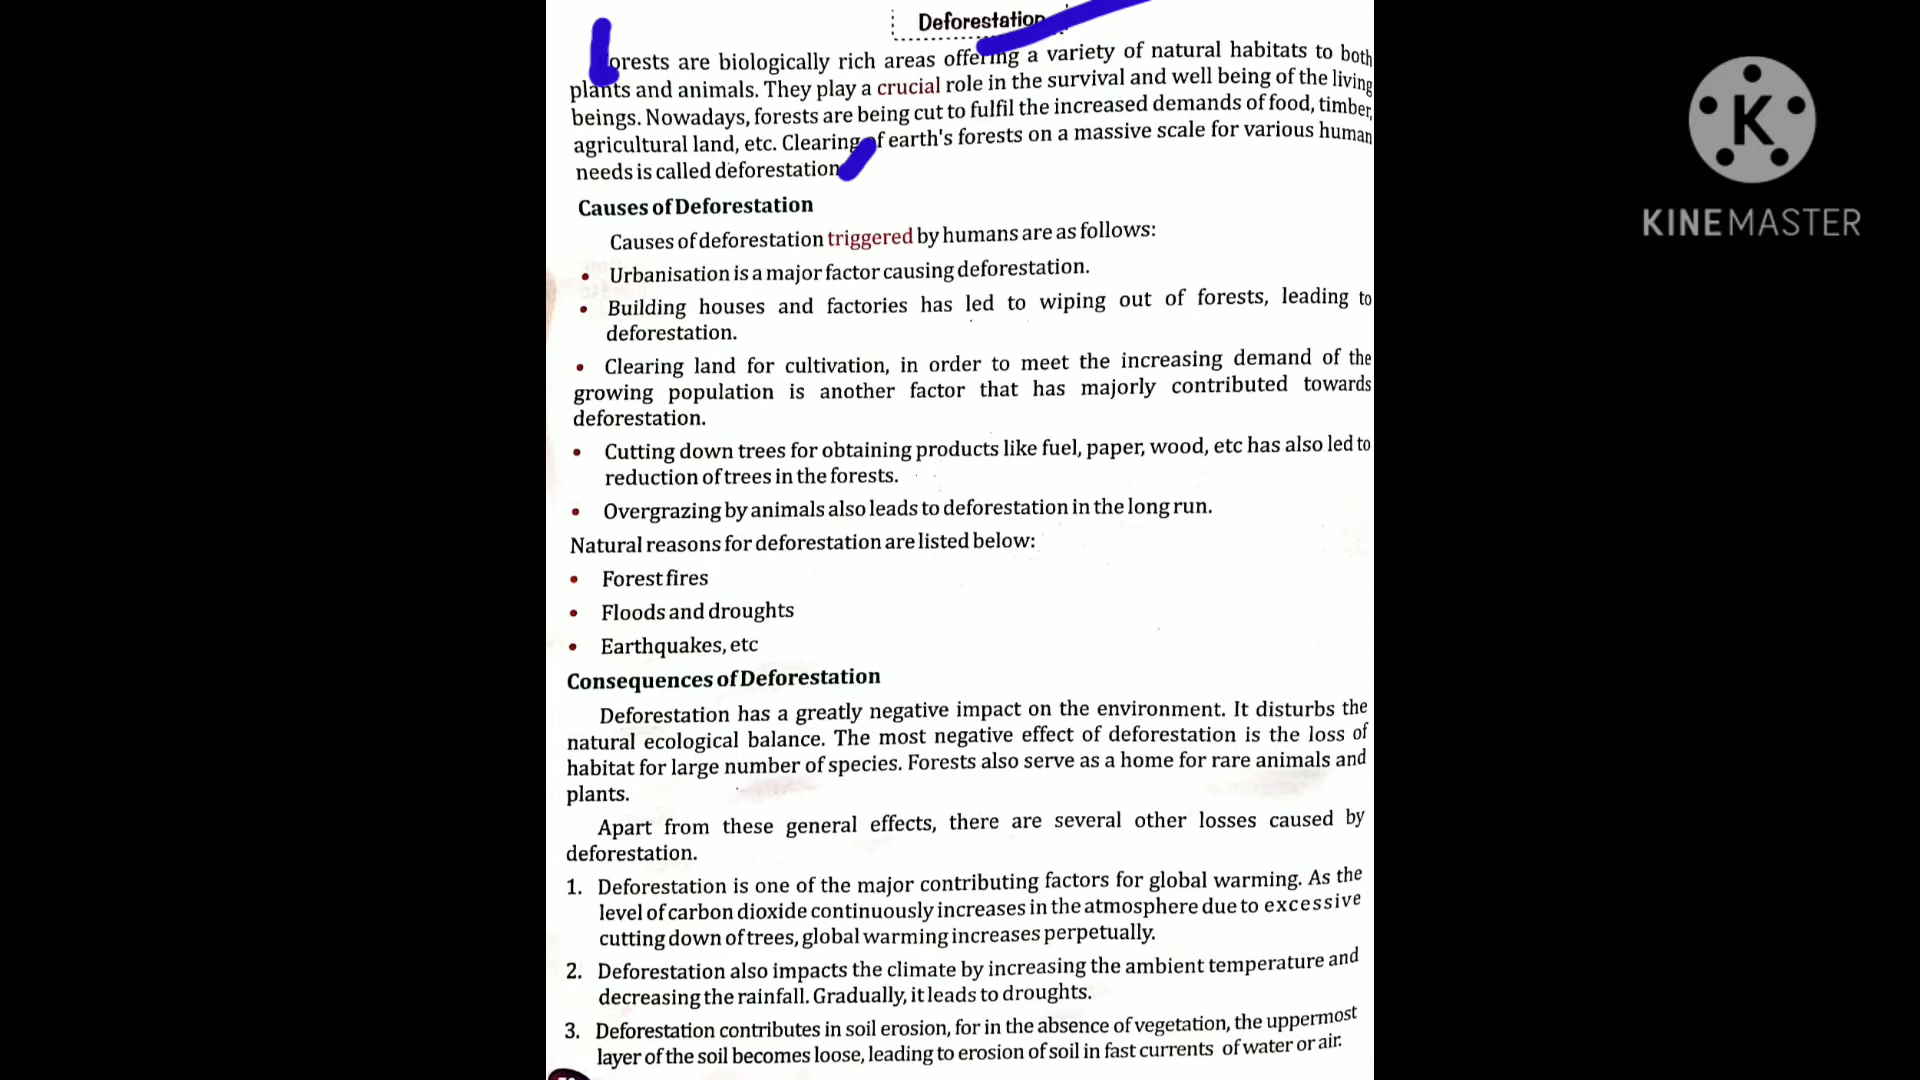 Deforestation
orests are biologically rich areas offering a variety of natural habitats to both
plants and animals. They play a crucial role in the survival and well being of the living
beings. Nowadays, forests are being cut to fulfil the increased demands of food, timber,
agricultural land, etc. Clearing of earth's forests on a massive scale for various human
needs is called deforestation
Causes of Deforestation
Causes of deforestation triggered by humans are as follows:
• Urbanisation is a major factor causing deforestation.
• Building houses and factories has led to wiping out of forests, leading to
deforestation.
• Clearing land for cultivation, in order to meet the increasing demand of the
growing population is another factor that has majorly contributed towards
deforestation.
• Cutting down trees for obtaining products like fuel, paper, wood, etc has also led to
reduction of trees in the forests.
• Overgrazing by animals also leads to deforestation in the long run.
Natural reasons for deforestation are listed below:
• Forest fires
• Floods and droughts
• Earthquakes, etc
Consequences of Deforestation
Deforestation has a greatly negative impact on the environment. It disturbs the
natural ecological balance. The most negative effect of deforestation is the loss of
habitat for large number of species. Forests also serve as a home for rare animals and
plants.
Apart from these general effects, there are several other losses caused by
deforestation.
1. Deforestation is one of the major contributing factors for global warming. As the
level of carbon dioxide continuously increases in the atmosphere due to excessive
cutting down of trees, global warming increases perpetually.
2. Deforestation also impacts the climate by increasing the ambient temperature and
decreasing the rainfall. Gradually, it leads to droughts.
3. Deforestation contributes in soil erosion, for in the absence of vegetation, the uppermost
layer of the soil becomes loose, leading to erosion of soil in fast currents of water or air.
K
KINEMASTER